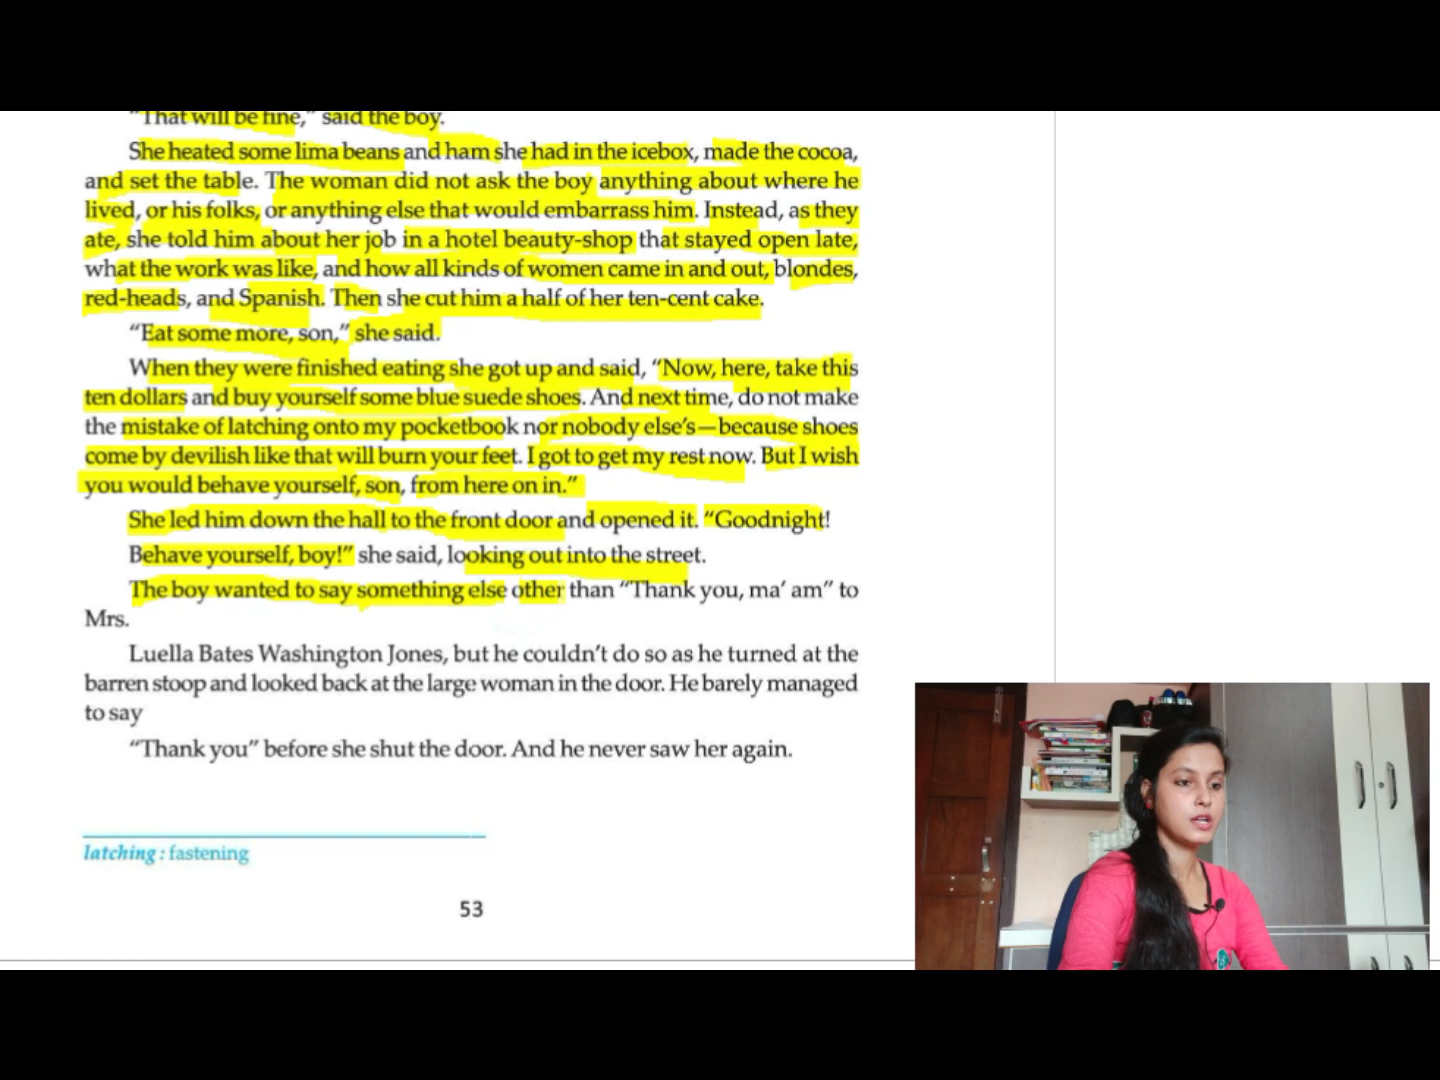 "That will be fine," said the boy.
She heated some lima beans and ham she had in the icebox, made the cocoa,
and set the table. The woman did not ask the boy anything about where he
lived, or his folks, or anything else that would embarrass him. Instead, as they
ate, she told him about her job in a hotel beauty-shop that stayed open late,
what the work was like, and how all kinds of women came in and out, blondes,
red-heads, and Spanish. Then she cut him a half of her ten-cent cake.
"Eat some more, son," she said.
When they were finished eating she got up and said, "Now, here, take this
ten dollars and buy yourself some blue suede shoes. And next time, do not make
the mistake of latching onto my pocketbook nor nobody else's—because shoes
come by devilish like that will burn your feet. I got to get my rest now. But I wish
you would behave yourself, son, from here on in."
She led him down the hall to the front door and opened it. "Goodnight!
Behave yourself, boy!" she said, looking out into the street.
The boy wanted to say something else other than "Thank you, ma' am" to
Mrs.
Luella Bates Washington Jones, but he couldn't do so as he turned at the
barren stoop and looked back at the large woman in the door. He barely managed
to say
"Thank you" before she shut the door. And he never saw her again.
latching : fastening
53